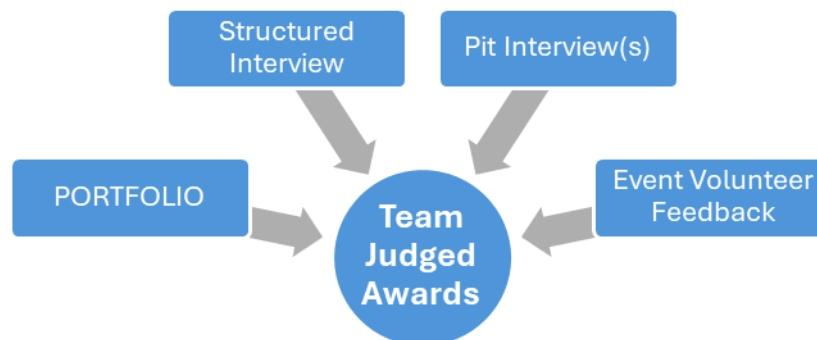 Structured
Interview
Pit Interview(s)
PORTFOLIO
Event Volunteer
Feedback
Team
Judged
Awards